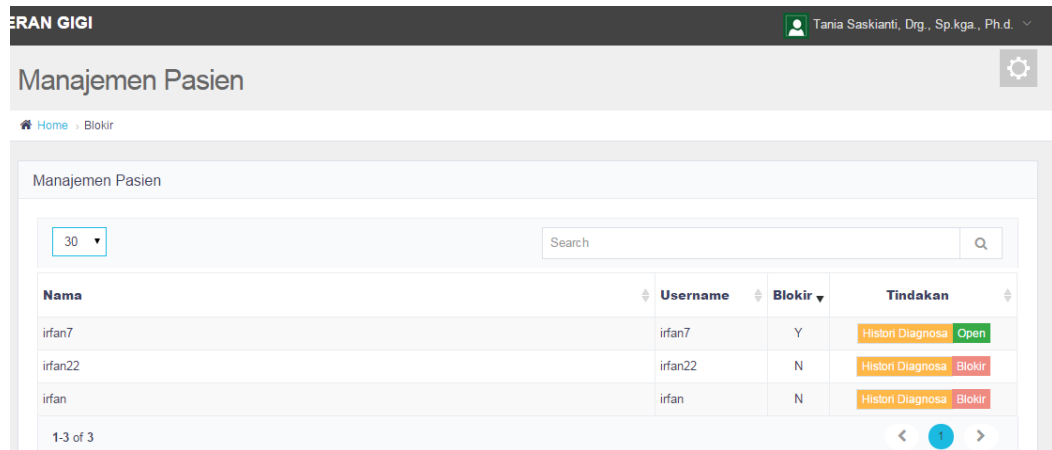 ERAN GIGI
Tania Saskianti, Drg., Sp.kga., Ph.d.
Manajemen Pasien
Home › Blokir
Manajemen Pasien
30 Search
Nama Username Blokir Tindakan
irfan7 irfan7 Y Histori Diagnosa Open
irfan22 irfan22 N Histori Diagnosa Blokir
irfan irfan N Histori Diagnosa Blokir
1-3 of 3 1